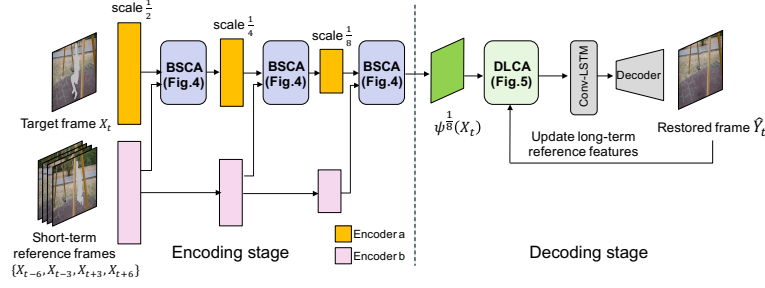 scale 1/2
scale 1/4
scale 1/8
BSCA
(Fig.4)
BSCA
(Fig.4)
BSCA
(Fig.4)
DLCA
(Fig.5)
Conv-LSTM
Decoder
Target frame X_t
ψ^{1/8}(X_t)
Update long-term
reference features
Restored frame Ŷ_t
Short-term
reference frames
{X_{t-6}, X_{t-3}, X_{t+3}, X_{t+6}}
Encoding stage
Encoder a
Encoder b
Decoding stage